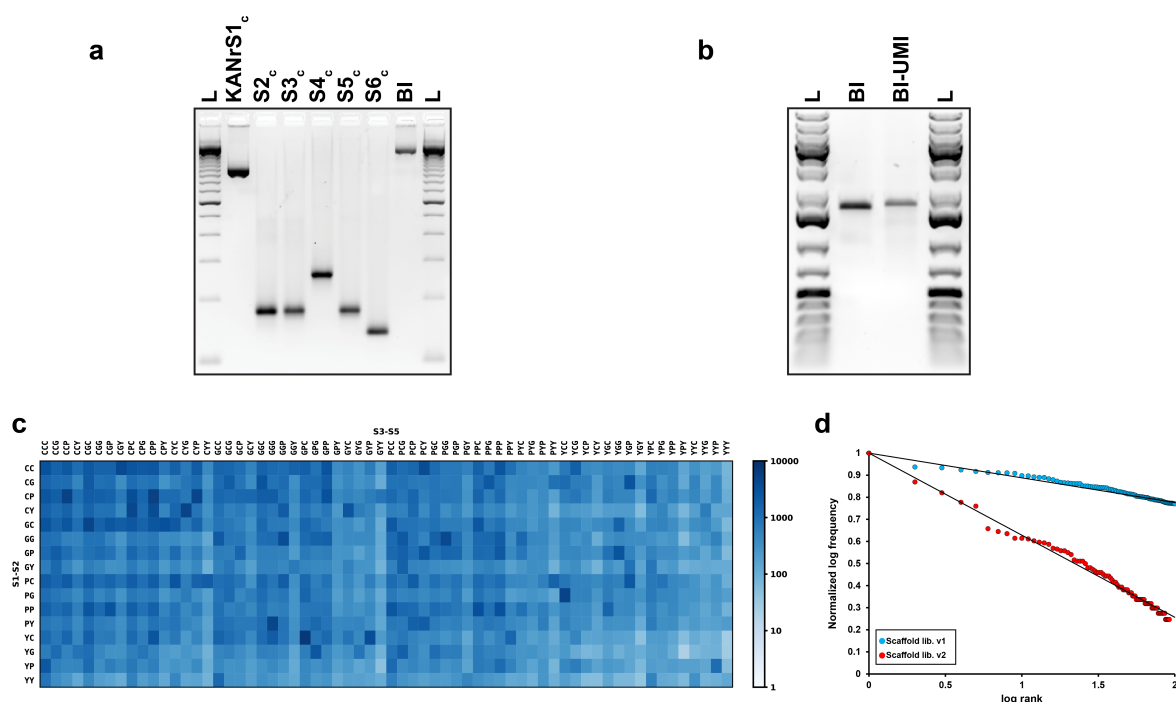 a
L KANrS1c S2c S3c S4c S5c S6c BI L
b
L BI BI-UMI L
c
S3-S5
CCC CCG CCP CCY CGC CGG CGP CGY CPC CPG CPP CPY CYC CYG CYP CYY GCC GCG GCP GCY GGC GGG GGP GGY GPC GPG GPP GPY GYC GYG GYP GYY PCC PCG PCP PCY PGC PGG PGP PGY PPC PPG PPP PPY PYC PYG PYP PYY YCC YCG YCP YCY YGC YGG YGP YGY YPC YPG YPP YPY YYC YYG YYP YYY
S1-S2
CC
CG
CP
CY
GC
GG
GP
GY
PC
PG
PP
PY
YC
YG
YP
YY
10000
1000
100
10
1
d
Normalized log frequency
1
0.9
0.8
0.7
0.6
0.5
0.4
0.3
0.2
0.1
0
Scaffold lib. v1
Scaffold lib. v2
0 0.5 1 1.5 2
log rank